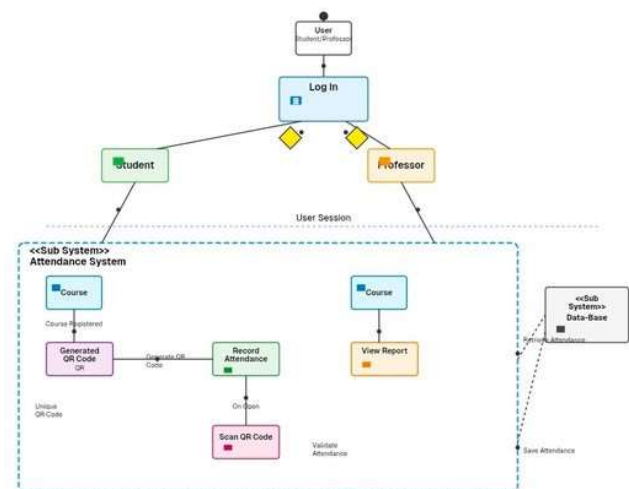 User
Student/Professor
Log In
Student
Professor
User Session
<<Sub System>>
Attendance System
Course
Course
<<Sub
System>>
Data-Base
Course Registered
Retrieve Attendance
Generated
QR Code
QR
Generate QR
Code
Record
Attendance
View Report
Unique
QR Code
On Open
Scan QR Code
Validate
Attendance
Save Attendance